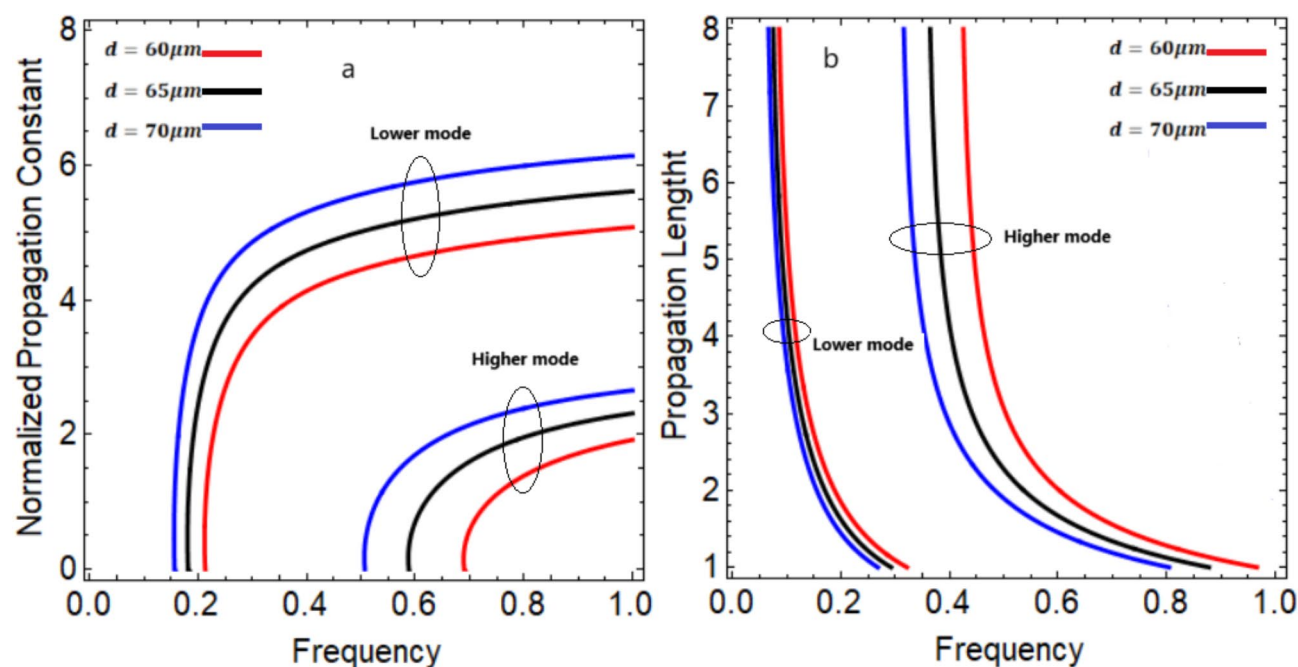 Normalized Propagation Constant
8
6
4
2
0
d = 60μm
d = 65μm
d = 70μm
a
Lower mode
Higher mode
0.0 0.2 0.4 0.6 0.8 1.0
Frequency
Propagation Lengtht
8
7
6
5
4
3
2
1
b
d = 60μm
d = 65μm
d = 70μm
Higher mode
Lower mode
0.0 0.2 0.4 0.6 0.8 1.0
Frequency